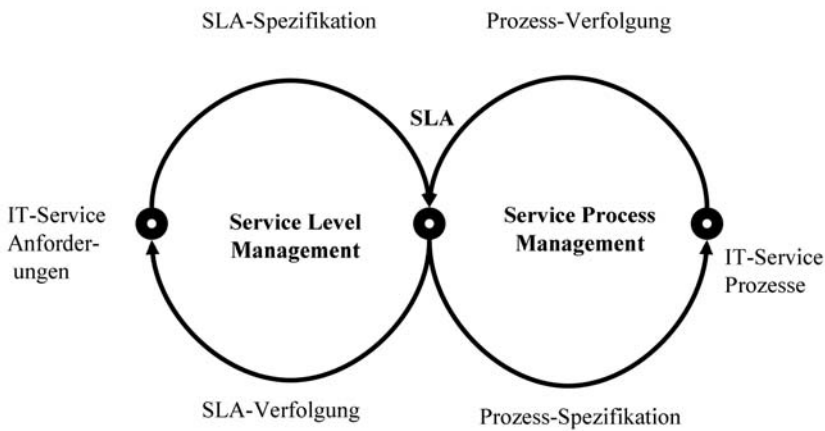 SLA-Spezifikation
Prozess-Verfolgung
SLA
IT-Service
Anforder-
ungen
Service Level
Management
Service Process
Management
IT-Service
Prozesse
SLA-Verfolgung
Prozess-Spezifikation